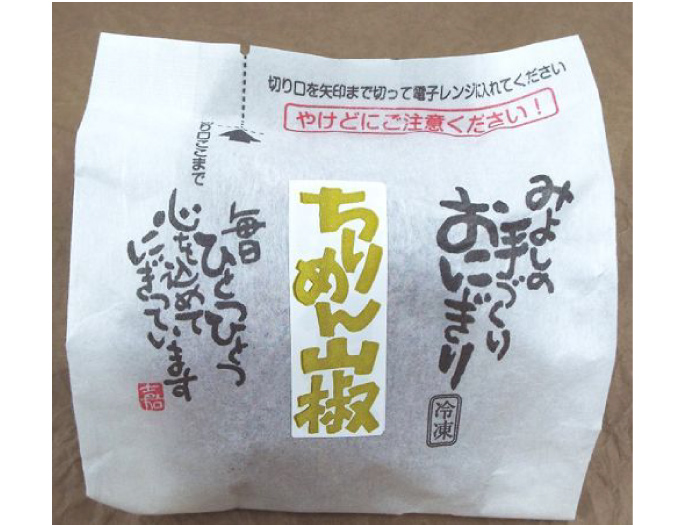 切り口を矢印まで切って電子レンジに入れてください
やけどにご注意ください！
みよしの
手づくり
おにぎり
冷凍
ちりめん山椒
切り口ここまで
毎日
ひとつひとつ
心を込めて
にぎっています